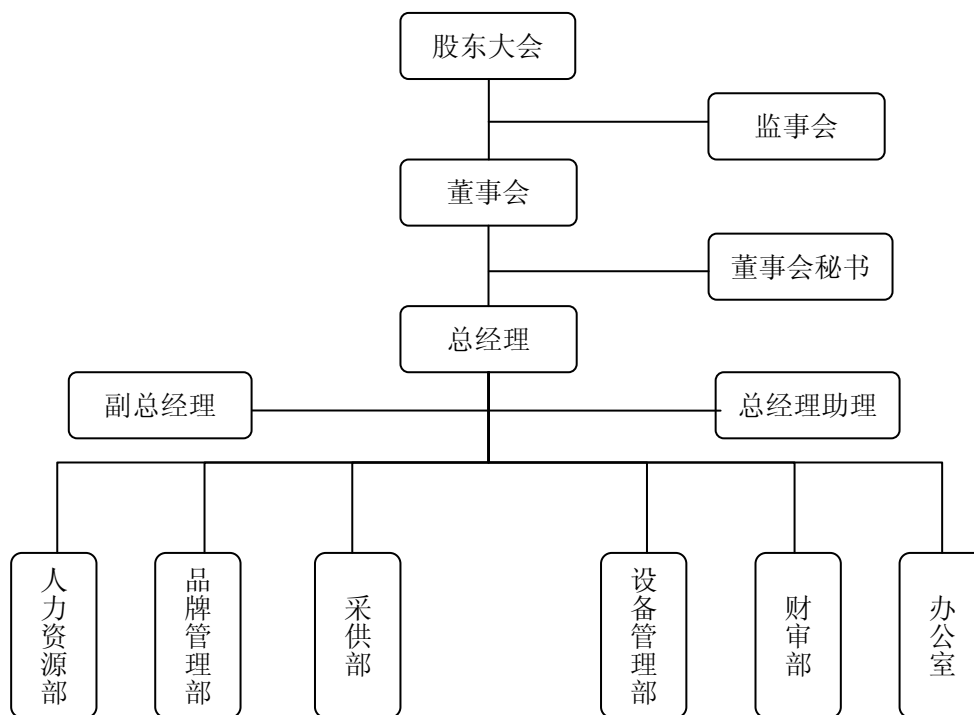 股东大会
监事会
董事会
董事会秘书
总经理
副总经理
总经理助理
人力资源部
品牌管理部
采供部
设备管理部
财审部
办公室